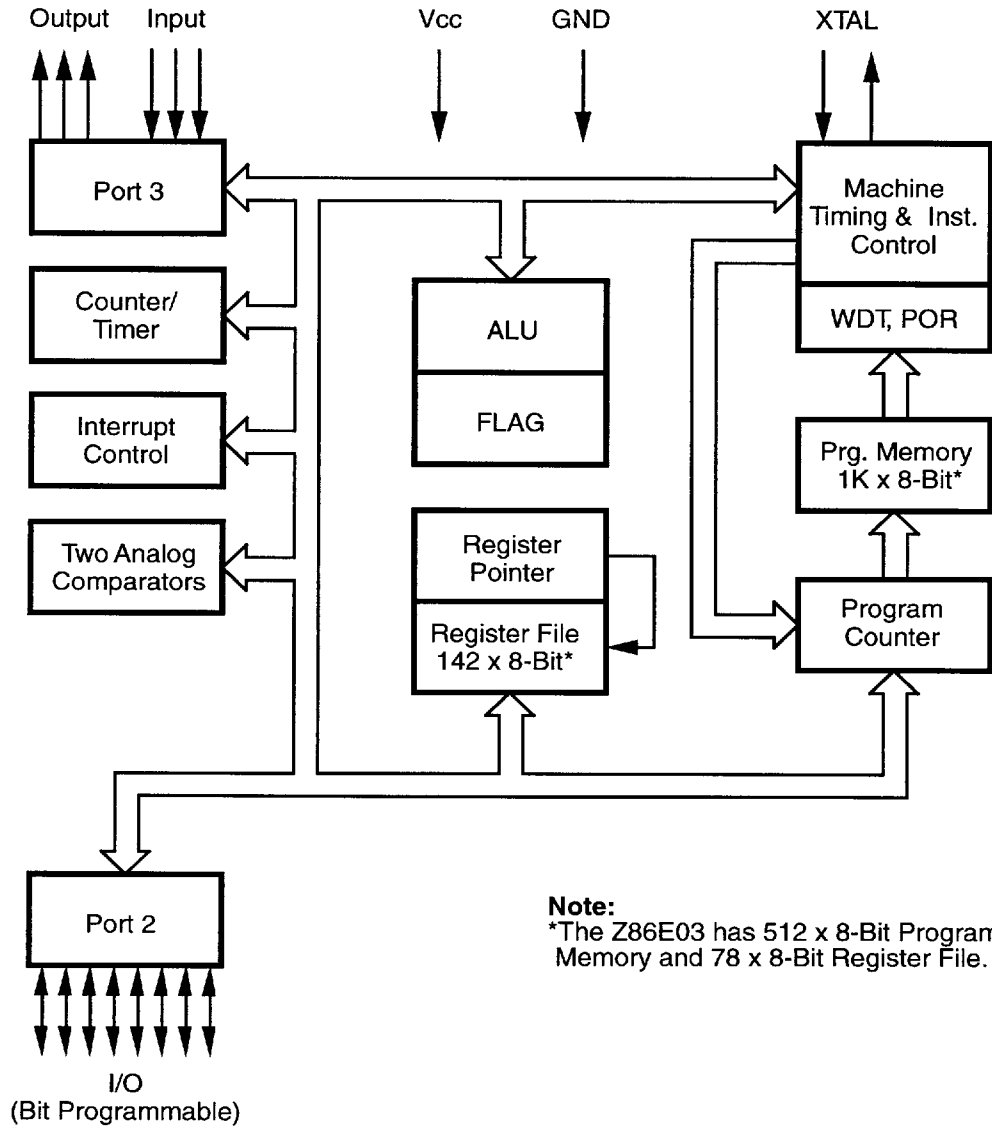 Output
Input
Vcc
GND
XTAL
Port 3
Machine
Timing & Inst.
Control
WDT, POR
Counter/
Timer
ALU
FLAG
Interrupt
Control
Prg. Memory
1K x 8-Bit*
Two Analog
Comparators
Register
Pointer
Register File
142 x 8-Bit*
Program
Counter
Port 2
I/O
(Bit Programmable)
Note:
*The Z86E03 has 512 x 8-Bit Program
Memory and 78 x 8-Bit Register File.